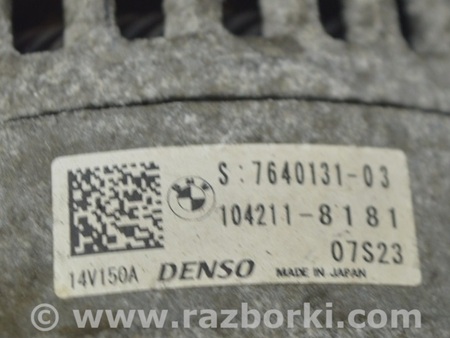 S:7640131-03
104211-8181
07S23
14V150A DENSO MADE IN JAPAN
© www.razborki.com